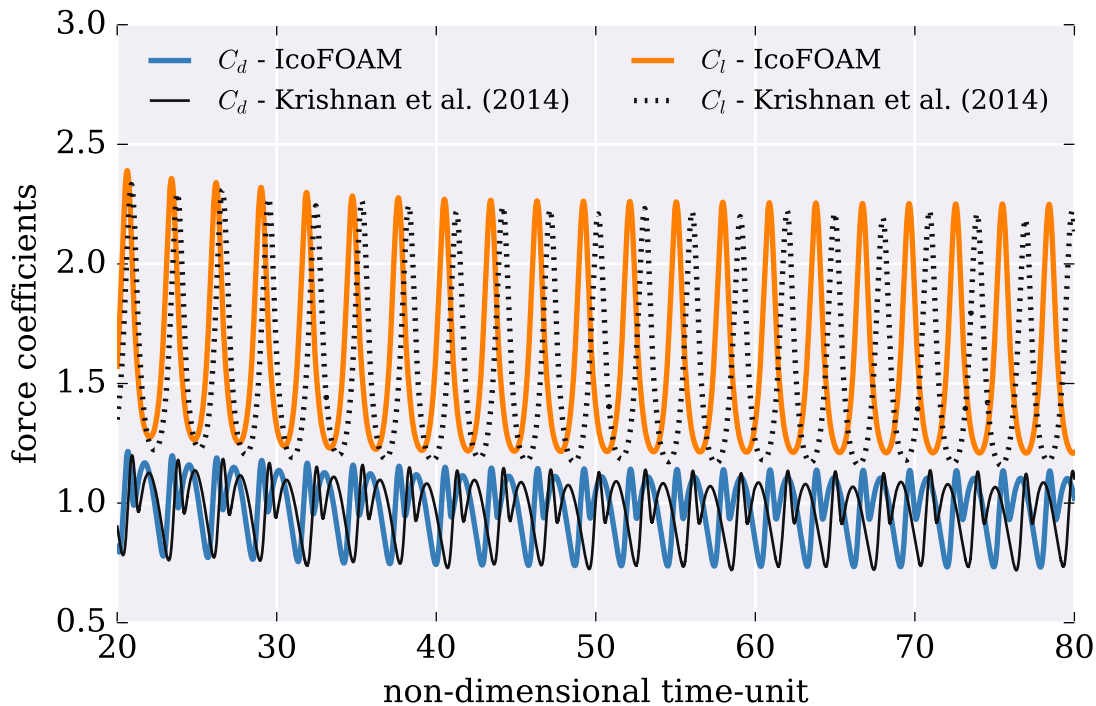 3.0
C_d - IcoFOAM
C_l - IcoFOAM
C_d - Krishnan et al. (2014)
C_l - Krishnan et al. (2014)
2.5
2.0
1.5
1.0
0.5
force coefficients
20 30 40 50 60 70 80
non-dimensional time-unit